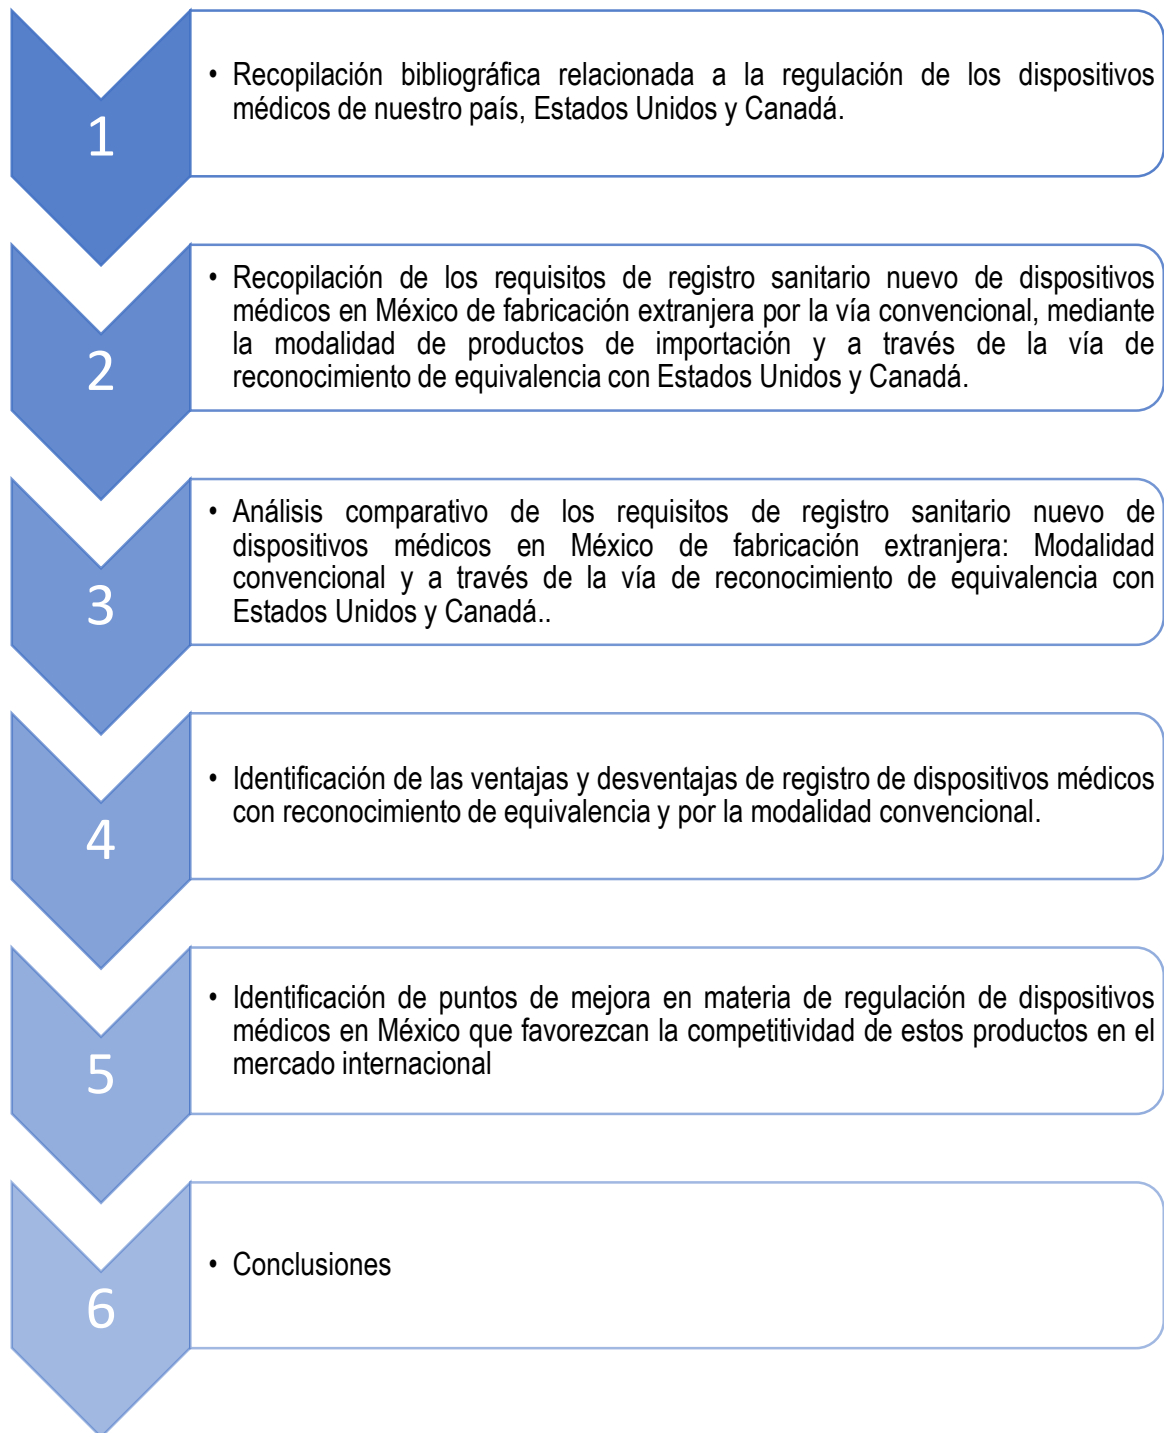 1
• Recopilación bibliográfica relacionada a la regulación de los dispositivos
médicos de nuestro país, Estados Unidos y Canadá.
2
• Recopilación de los requisitos de registro sanitario nuevo de dispositivos
médicos en México de fabricación extranjera por la vía convencional, mediante
la modalidad de productos de importación y a través de la vía de
reconocimiento de equivalencia con Estados Unidos y Canadá.
3
• Análisis comparativo de los requisitos de registro sanitario nuevo de
dispositivos médicos en México de fabricación extranjera: Modalidad
convencional y a través de la vía de reconocimiento de equivalencia con
Estados Unidos y Canadá..
4
• Identificación de las ventajas y desventajas de registro de dispositivos médicos
con reconocimiento de equivalencia y por la modalidad convencional.
5
• Identificación de puntos de mejora en materia de regulación de dispositivos
médicos en México que favorezcan la competitividad de estos productos en el
mercado internacional
6
• Conclusiones